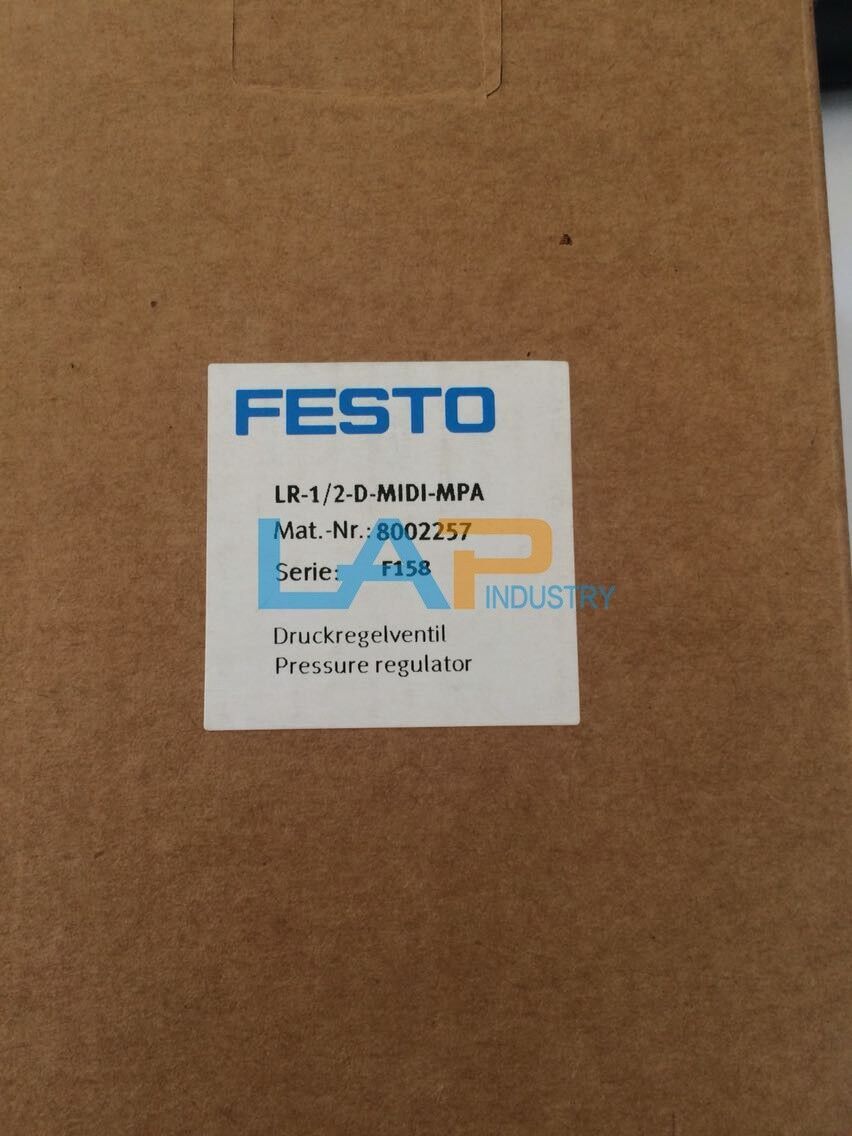 FESTO
LR-1/2-D-MIDI-MPA
Mat.-Nr.: 8002257
Serie: F158
LAP INDUSTRY
Druckregelventil
Pressure regulator